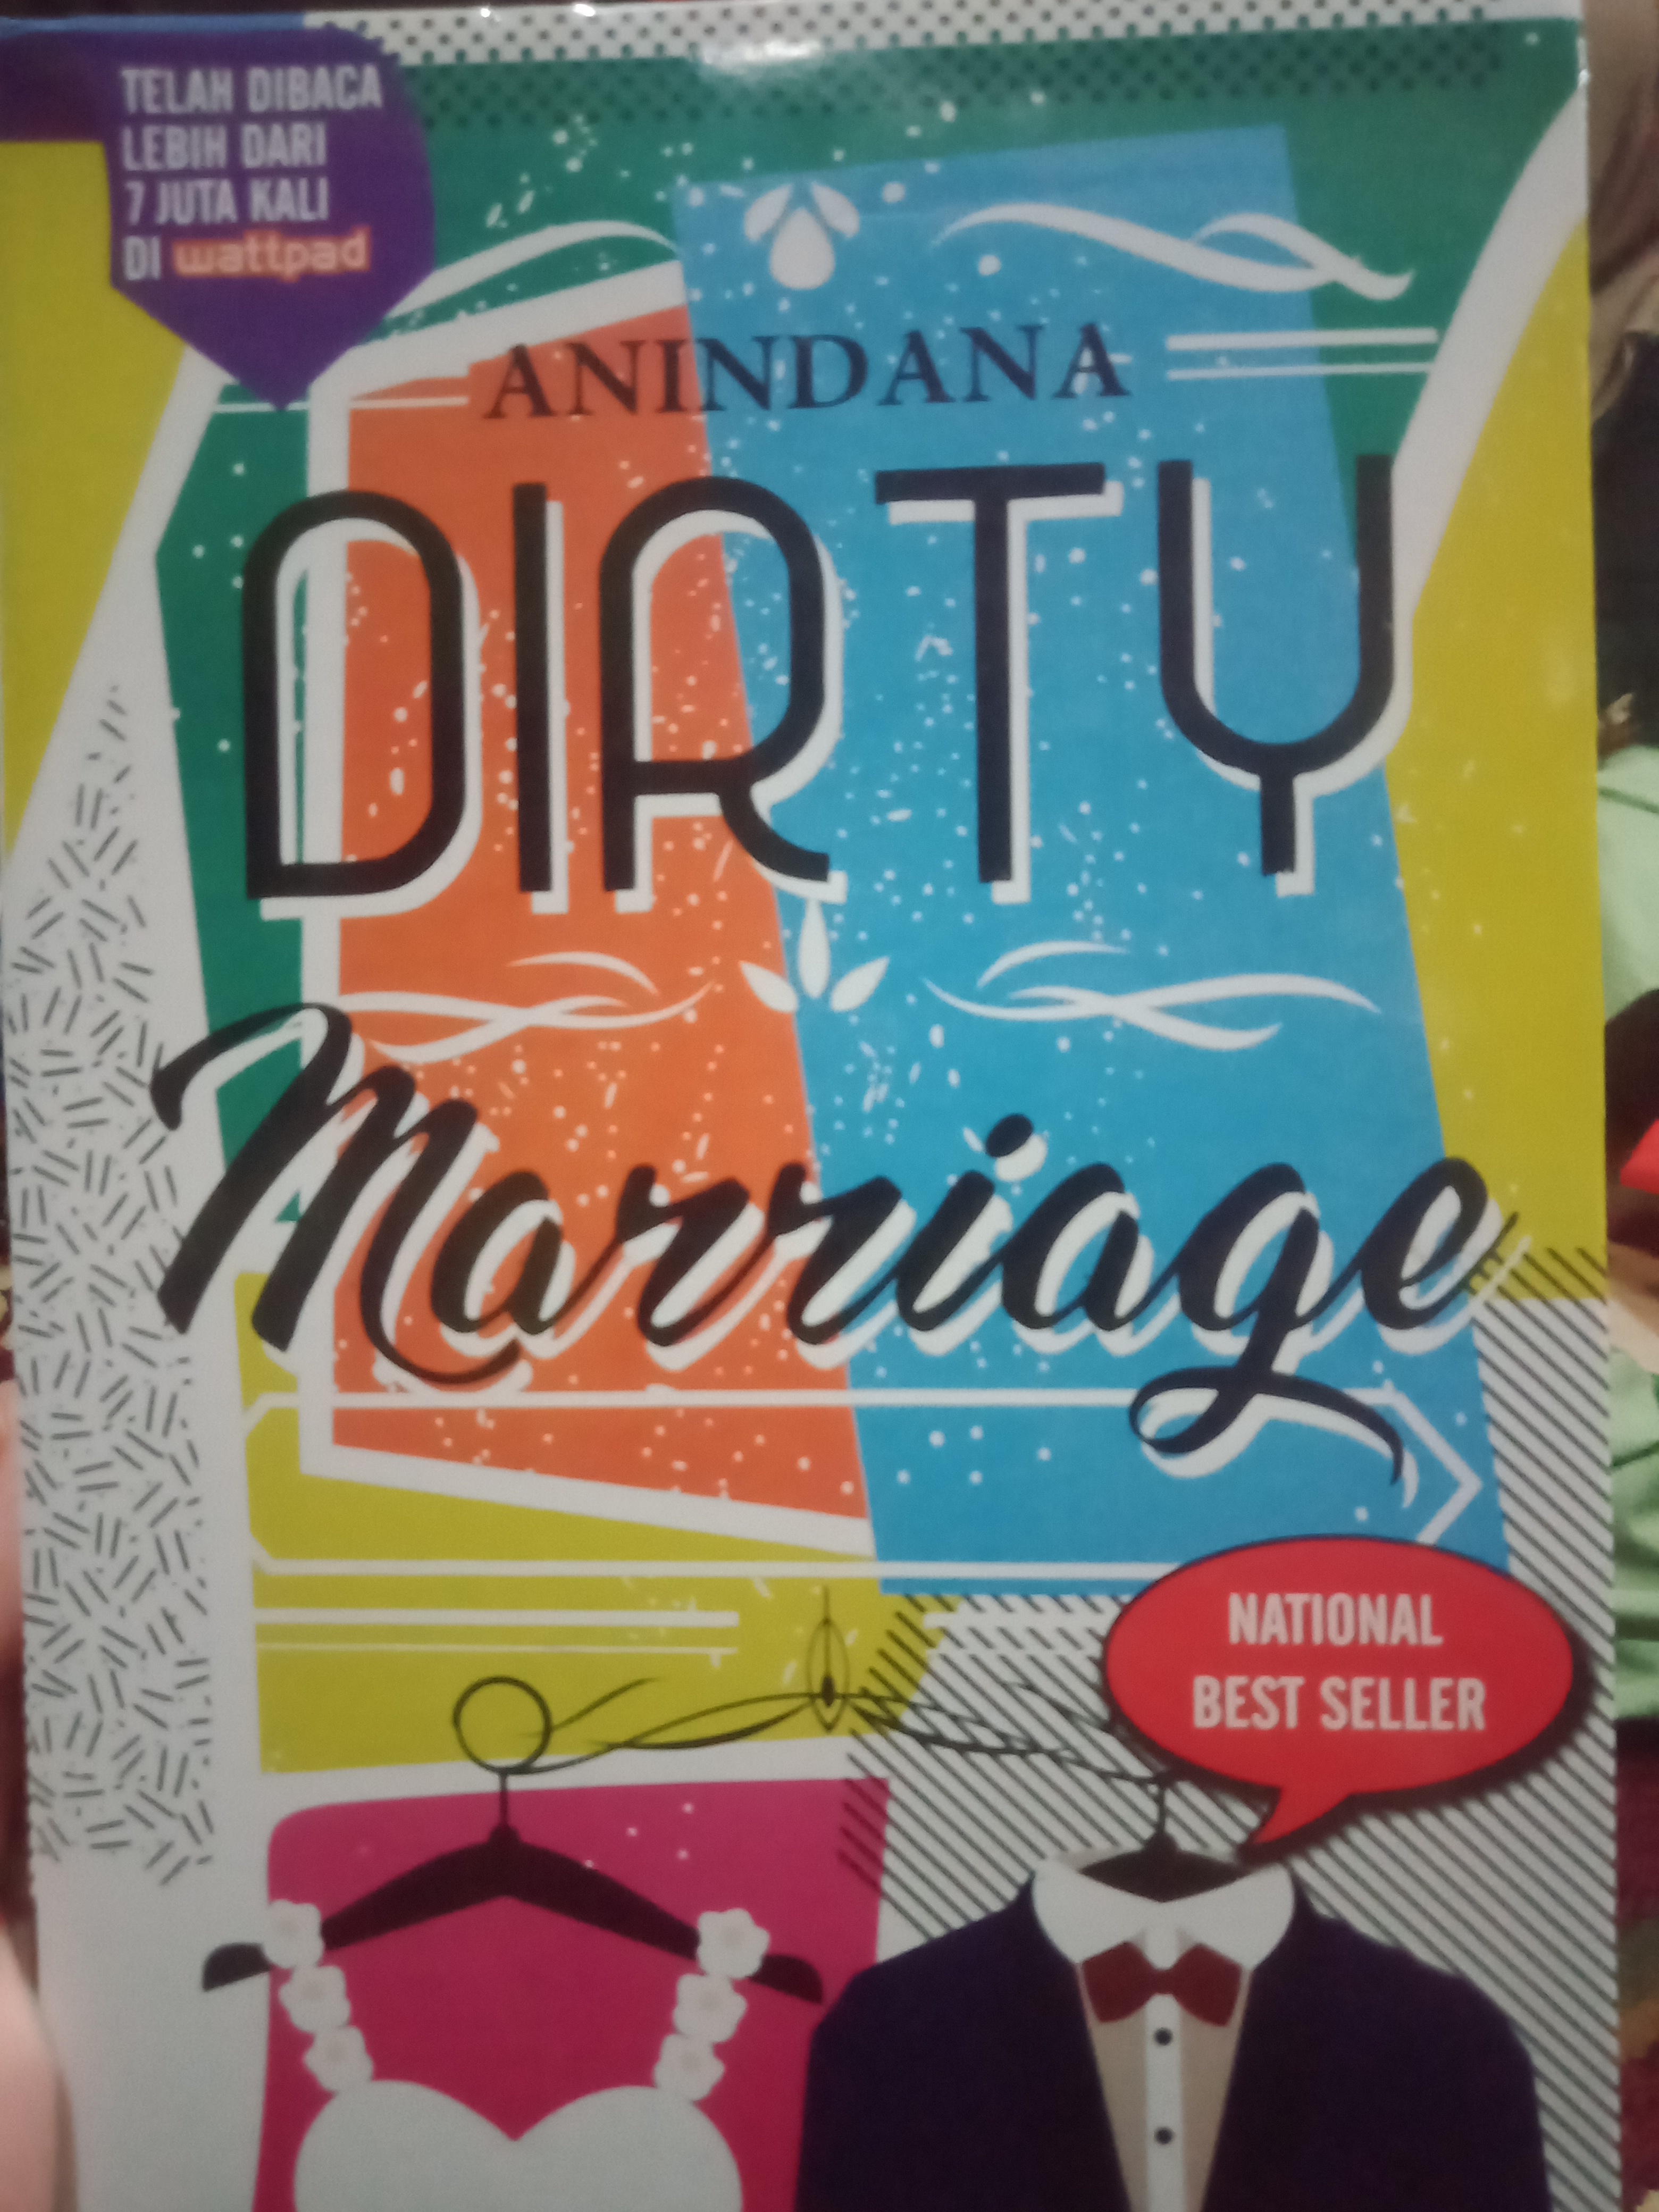 TELAH DIBACA
LEBIH DARI
7 JUTA KALI
DI wattpad
ANINDANA
DIRTY
Marriage
NATIONAL
BEST SELLER